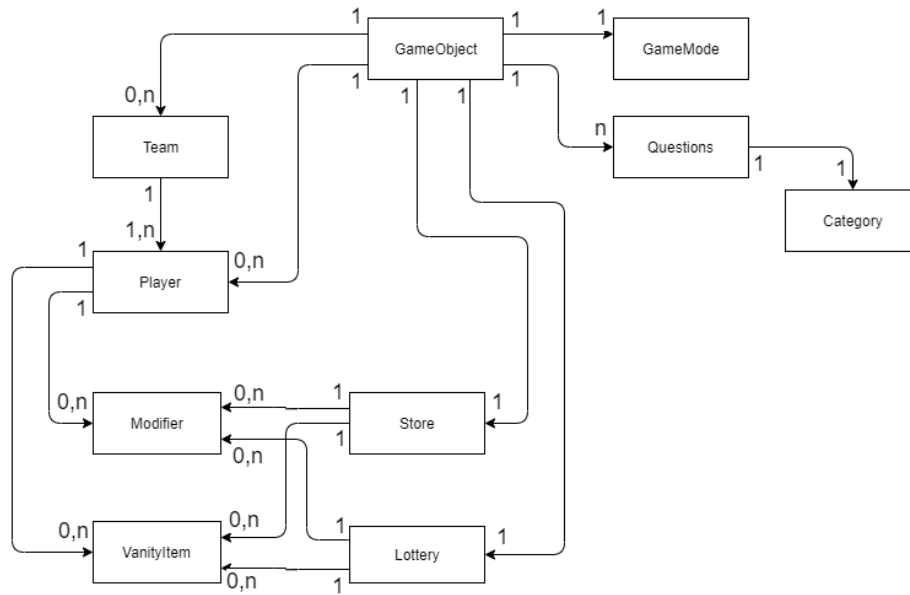 1
1
1
GameObject
GameMode
1
1
1
1
0,n
n
Team
Questions
1
1
1
1,n
Category
1
0,n
Player
1
0,n
0,n
1
1
Modifier
Store
0,n
1
0,n
0,n
1
1
VanityItem
Lottery
0,n
1